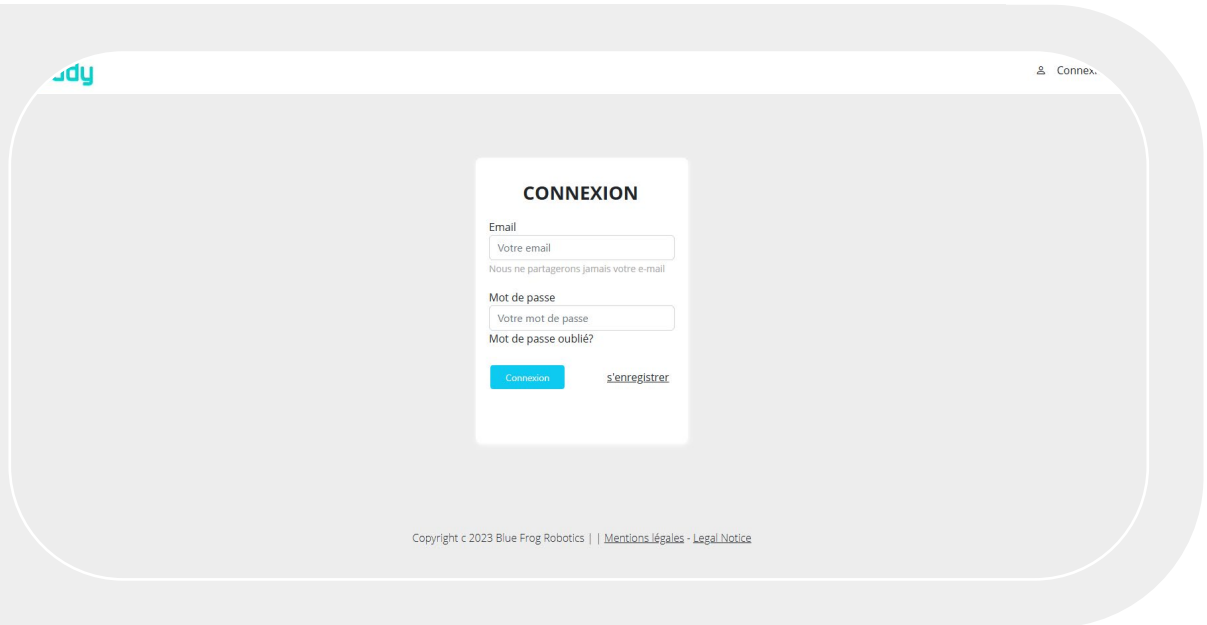 CONNEXION
Email
Votre email
Nous ne partagerons jamais votre e-mail
Mot de passe
Votre mot de passe
Mot de passe oublié?
Connexion s'enregistrer
Copyright c 2023 Blue Frog Robotics | | Mentions légales - Legal Notice